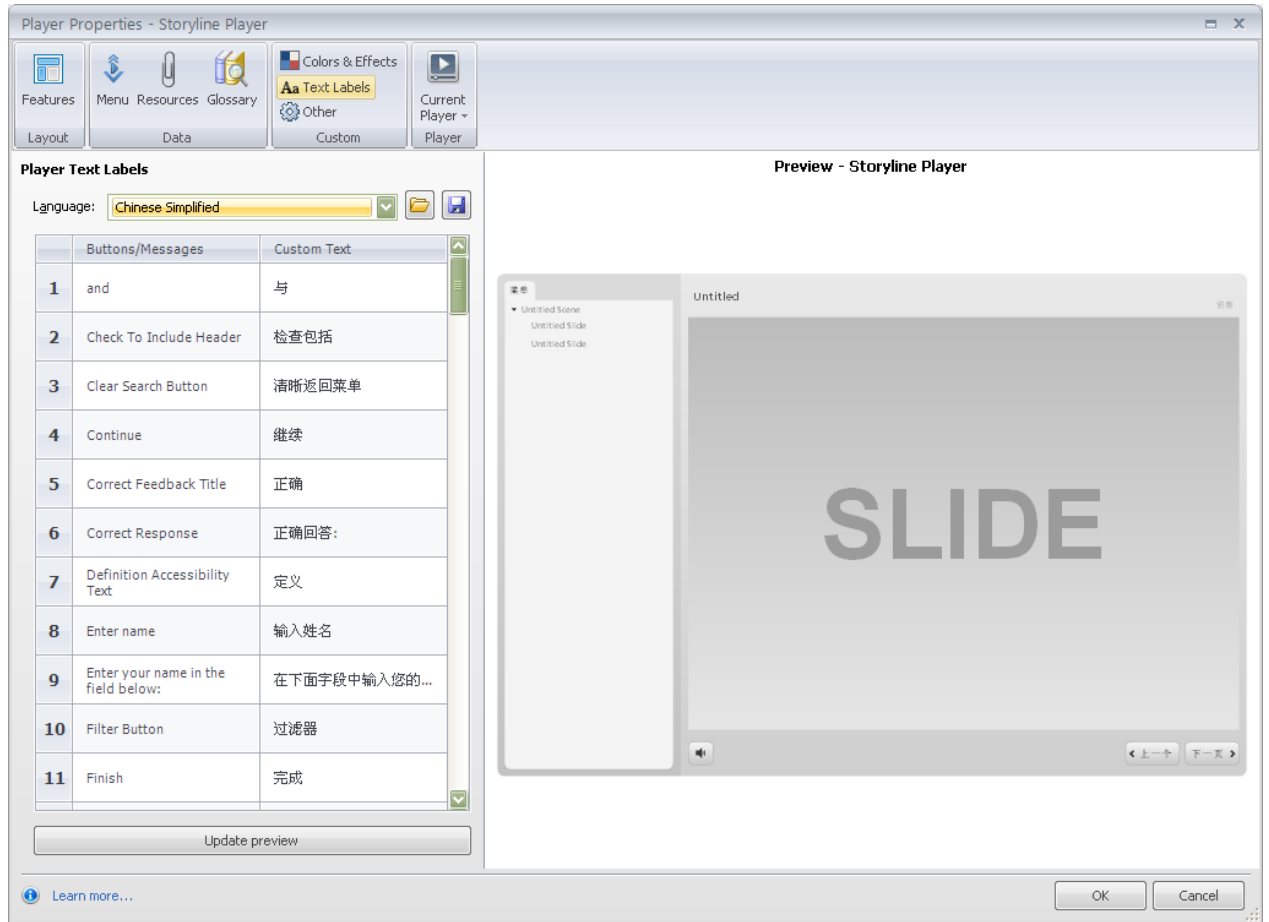 Player Properties - Storyline Player
Features
Menu
Resources
Glossary
Colors & Effects
Text Labels
Other
Current
Player
Layout
Data
Custom
Player
Player Text Labels
Language:
Chinese Simplified
Buttons/Messages
Custom Text
1
and
与
2
Check To Include Header
检查包括
3
Clear Search Button
清晰返回菜单
4
Continue
继续
5
Correct Feedback Title
正确
6
Correct Response
正确回答:
7
Definition Accessibility
Text
定义
8
Enter name
输入姓名
9
Enter your name in the
field below:
在下面字段中输入您的...
10
Filter Button
过滤器
11
Finish
完成
Update preview
Preview - Storyline Player
菜单
Untitled Scene
Untitled Slide
Untitled Slide
Untitled
资源
SLIDE
上一个
下一页
Learn more...
OK
Cancel